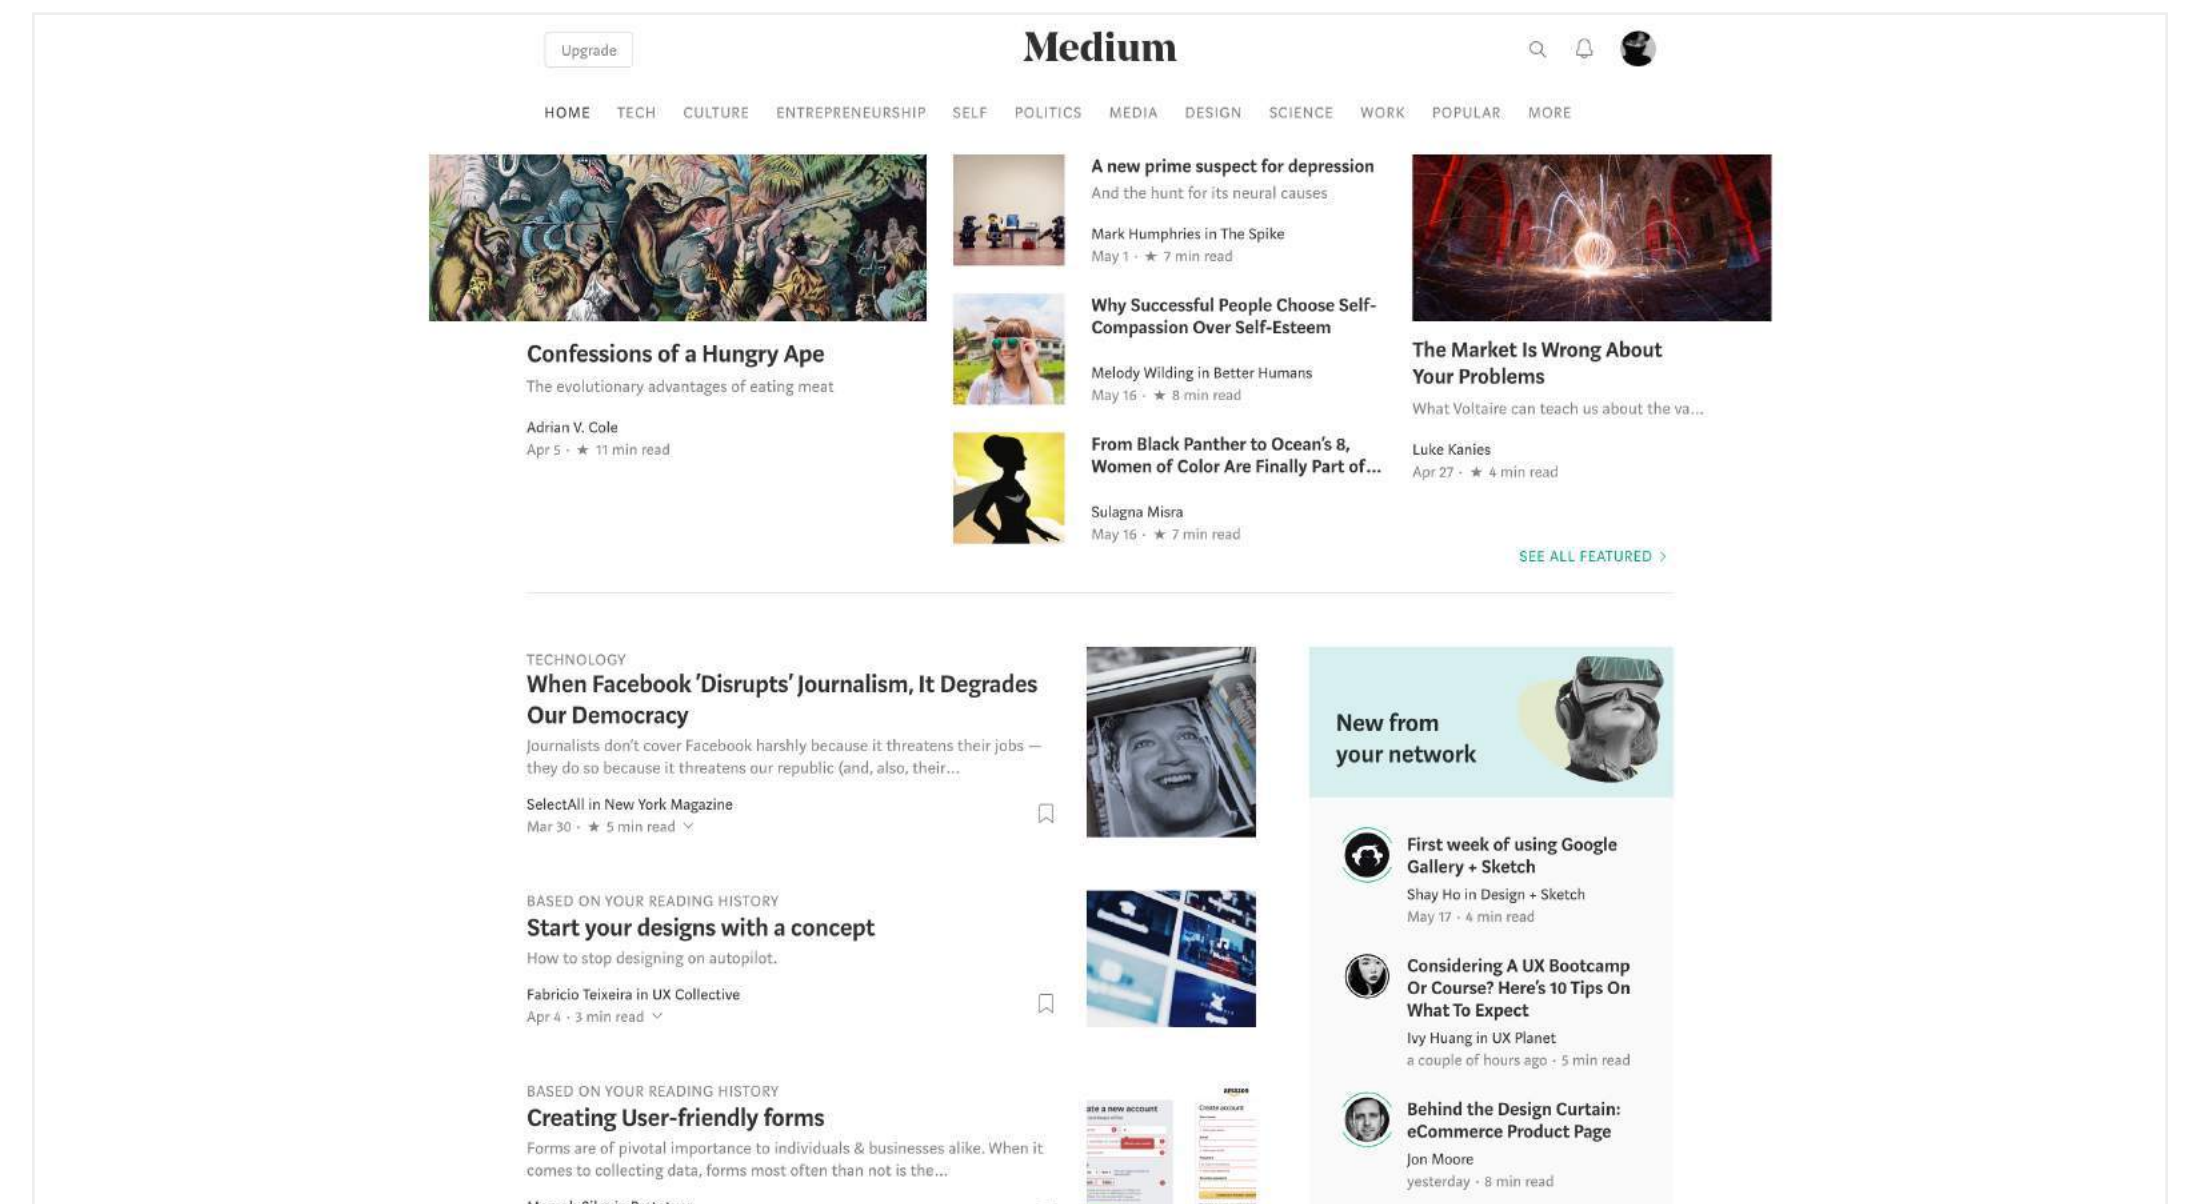 Upgrade
Medium
HOME TECH CULTURE ENTREPRENEURSHIP SELF POLITICS MEDIA DESIGN SCIENCE WORK POPULAR MORE
Confessions of a Hungry Ape
The evolutionary advantages of eating meat
Adrian V. Cole
Apr 5 · ★ 11 min read
A new prime suspect for depression
And the hunt for its neural causes
Mark Humphries in The Spike
May 1 · ★ 7 min read
Why Successful People Choose Self-
Compassion Over Self-Esteem
Melody Wilding in Better Humans
May 16 · ★ 8 min read
From Black Panther to Ocean's 8,
Women of Color Are Finally Part of...
Sulagna Misra
May 16 · ★ 7 min read
The Market Is Wrong About
Your Problems
What Voltaire can teach us about the va...
Luke Kanies
Apr 27 · ★ 4 min read
SEE ALL FEATURED >
TECHNOLOGY
When Facebook 'Disrupts' Journalism, It Degrades
Our Democracy
Journalists don't cover Facebook harshly because it threatens their jobs —
they do so because it threatens our republic (and, also, their...
SelectAll in New York Magazine
Mar 30 · ★ 5 min read
BASED ON YOUR READING HISTORY
Start your designs with a concept
How to stop designing on autopilot.
Fabricio Teixeira in UX Collective
Apr 4 · 3 min read
BASED ON YOUR READING HISTORY
Creating User-friendly forms
Forms are of pivotal importance to individuals & businesses alike. When it
comes to collecting data, forms most often than not is the...
ate a new account
amazon
Create account
New from
your network
First week of using Google
Gallery + Sketch
Shay Ho in Design + Sketch
May 17 · 4 min read
Considering A UX Bootcamp
Or Course? Here's 10 Tips On
What To Expect
Ivy Huang in UX Planet
a couple of hours ago · 5 min read
Behind the Design Curtain:
eCommerce Product Page
Jon Moore
yesterday · 8 min read